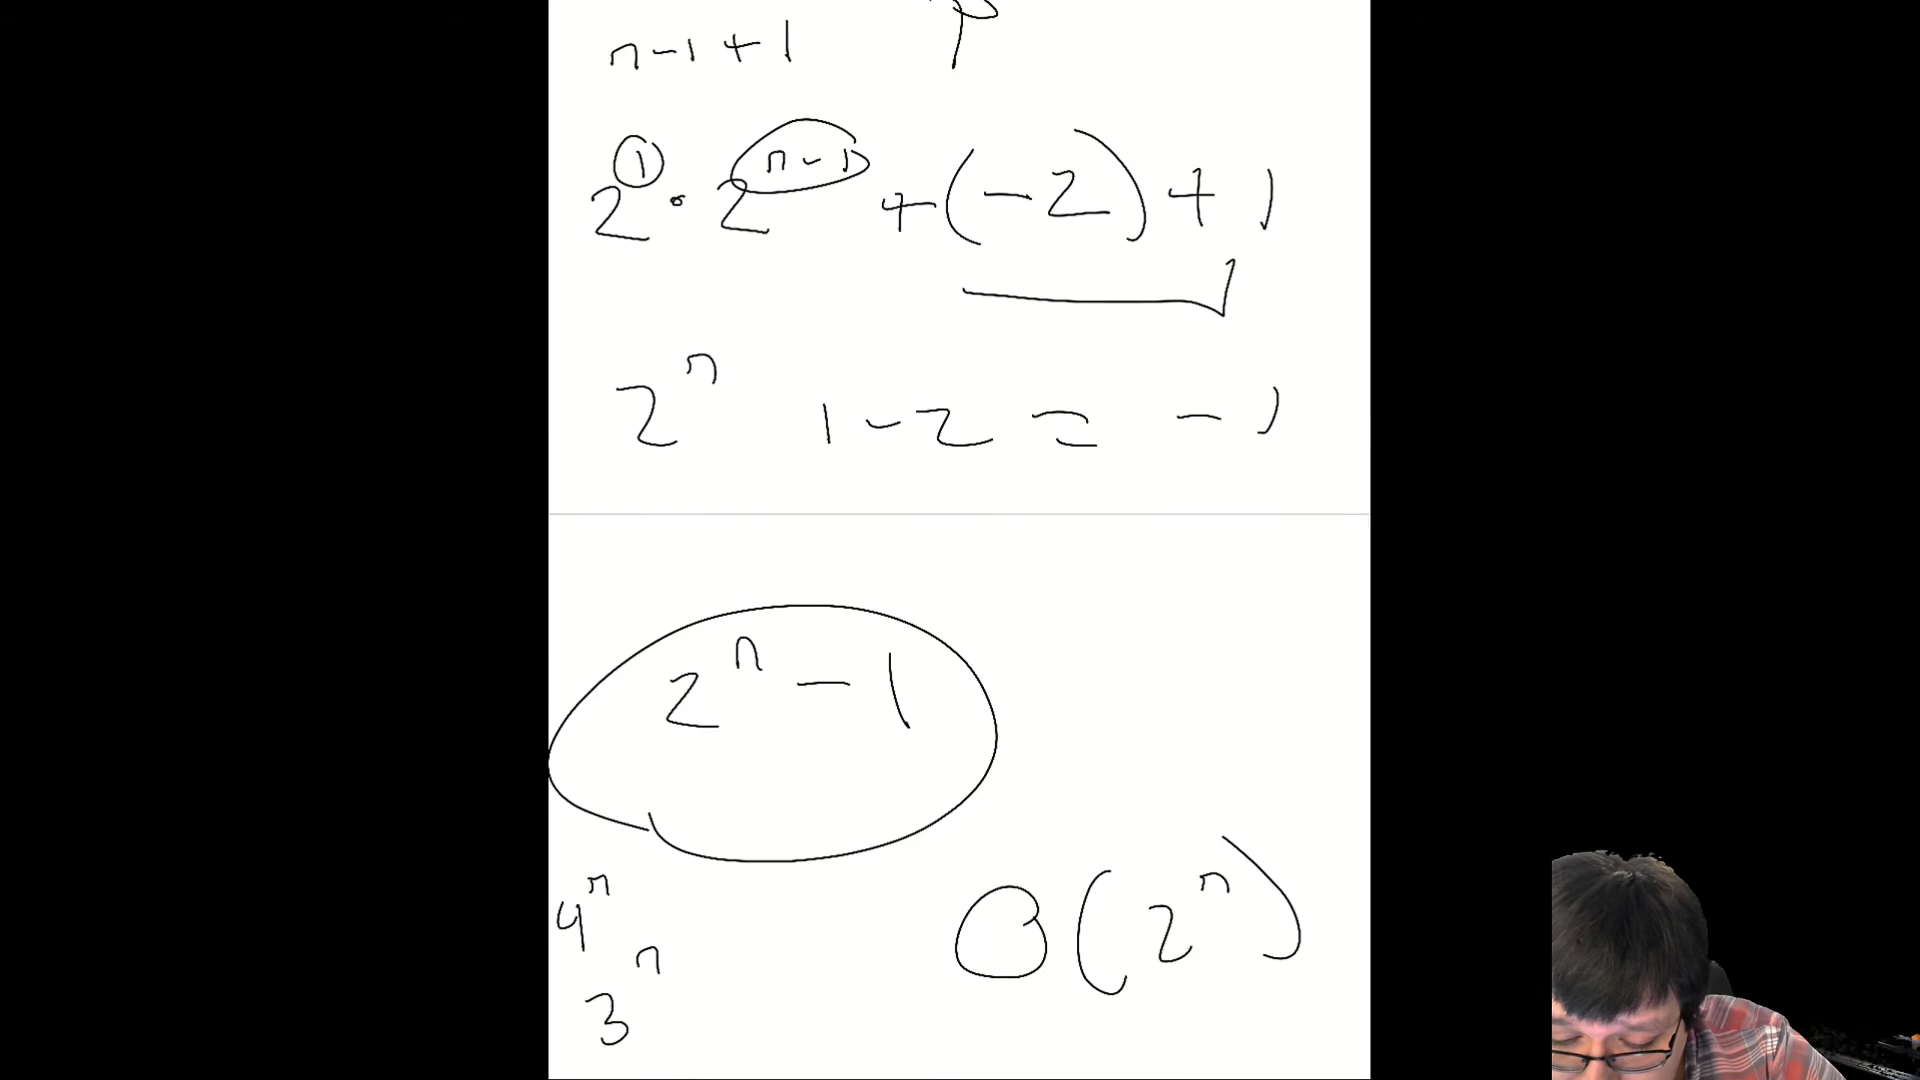 n-1+1
2^1 · 2^(n-1) + (-2) + 1
2^n 1-2 = -1
2^n - 1
4^n
O(2^n)
3^n